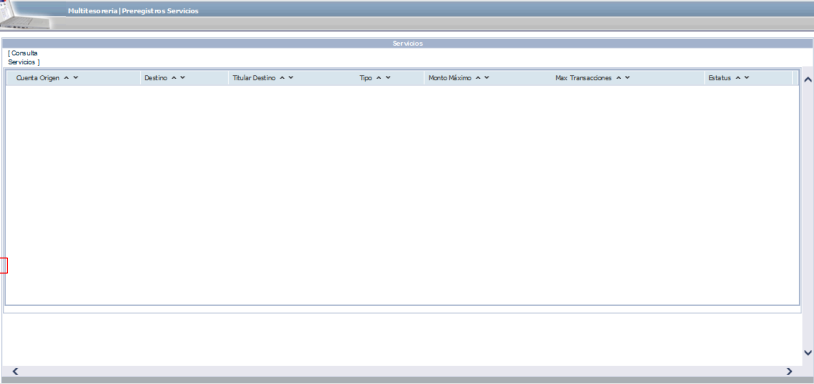 Multitesoreria | Preregistros Servicios
Servicios
[ Consulta
Servicios ]
Cuenta Origen Destino Titular Destino Tipo Monto Máximo Max Transacciones Estatus